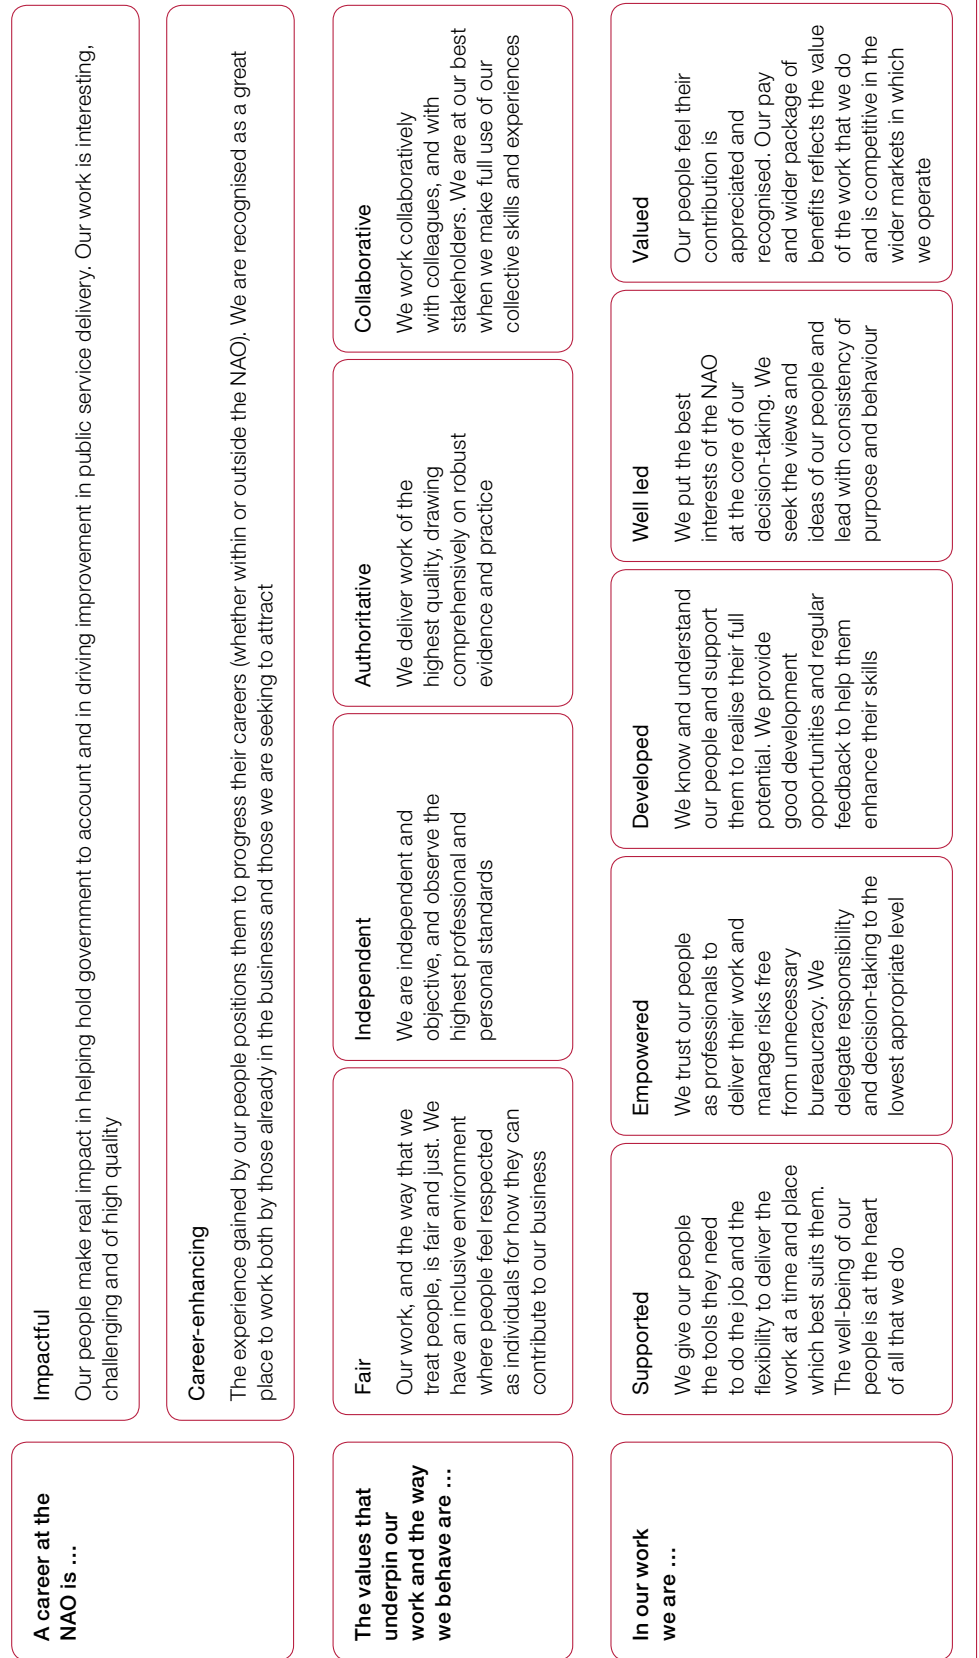 A career at the
NAO is …
Impactful
Our people make real impact in helping hold government to account and in driving improvement in public service delivery. Our work is interesting,
challenging and of high quality
Career-enhancing
The experience gained by our people positions them to progress their careers (whether within or outside the NAO). We are recognised as a great
place to work both by those already in the business and those we are seeking to attract
The values that
underpin our
work and the way
we behave are …
Fair
Our work, and the way that we
treat people, is fair and just. We
have an inclusive environment
where people feel respected
as individuals for how they can
contribute to our business
Independent
We are independent and
objective, and observe the
highest professional and
personal standards
Authoritative
We deliver work of the
highest quality, drawing
comprehensively on robust
evidence and practice
Collaborative
We work collaboratively
with colleagues, and with
stakeholders. We are at our best
when we make full use of our
collective skills and experiences
In our work
we are …
Supported
We give our people
the tools they need
to do the job and the
flexibility to deliver the
work at a time and place
which best suits them.
The well-being of our
people is at the heart
of all that we do
Empowered
We trust our people
as professionals to
deliver their work and
manage risks free
from unnecessary
bureaucracy. We
delegate responsibility
and decision-taking to the
lowest appropriate level
Developed
We know and understand
our people and support
them to realise their full
potential. We provide
good development
opportunities and regular
feedback to help them
enhance their skills
Well led
We put the best
interests of the NAO
at the core of our
decision-taking. We
seek the views and
ideas of our people and
lead with consistency of
purpose and behaviour
Valued
Our people feel their
contribution is
appreciated and
recognised. Our pay
and wider package of
benefits reflects the value
of the work that we do
and is competitive in the
wider markets in which
we operate